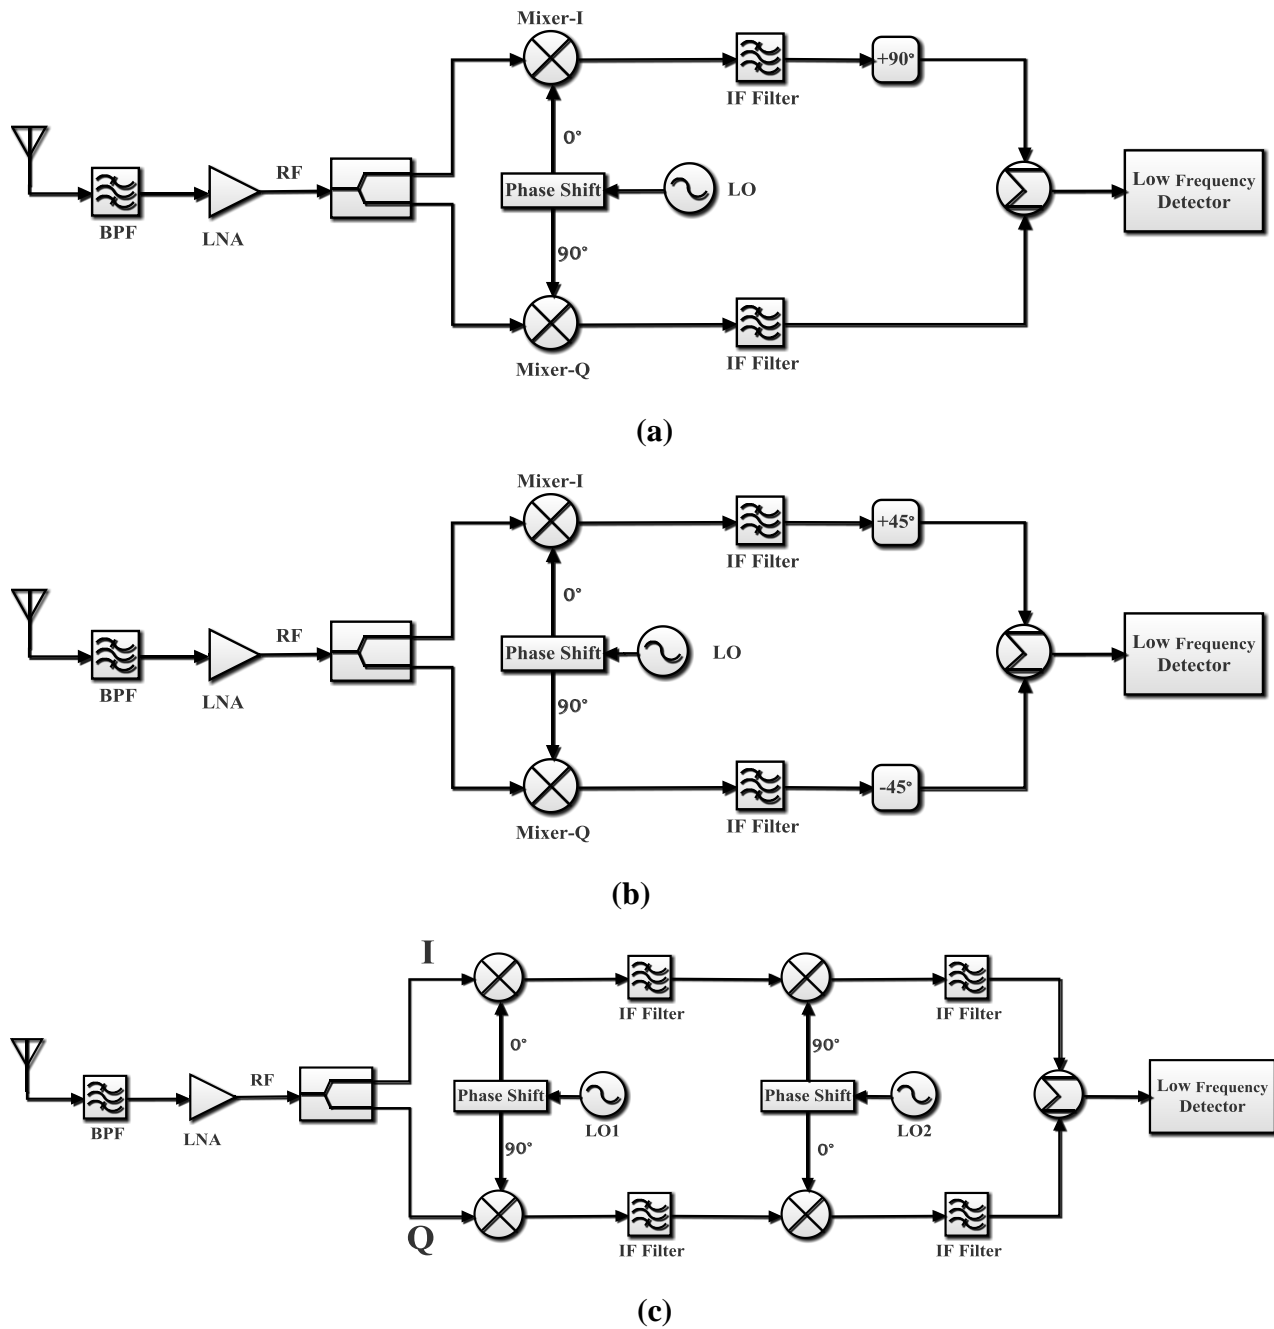 Mixer-I
+90°
IF Filter
0°
RF
Phase Shift
LO
Low Frequency
Detector
BPF
LNA
90°
Mixer-Q
IF Filter
(a)
Mixer-I
+45°
IF Filter
0°
RF
Phase Shift
LO
Low Frequency
Detector
BPF
LNA
90°
-45°
Mixer-Q
IF Filter
(b)
I
IF Filter
IF Filter
0°
90°
RF
Phase Shift
Phase Shift
Low Frequency
Detector
BPF
LNA
LO1
LO2
90°
0°
Q
IF Filter
IF Filter
(c)